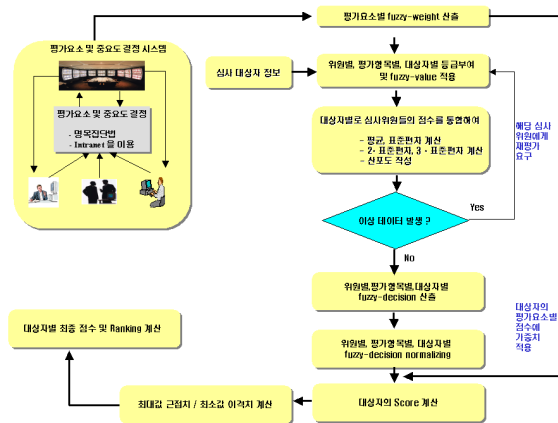 평가요소별 fuzzy-weight 산출
평가요소 및 중요도 결정 시스템
평가요소 및 중요도 결정
- 명목집단법
- Intranet 을 이용
심사 대상자 정보
위원별, 평가항목별, 대상자별 등급부여
및 fuzzy-value 적용
대상자별로 심사위원들의 점수를 통합하여
- 평균, 표준편차 계산
- 2· 표준편차, 3 · 표준편차 계산
- 산포도 작성
해당 심사
위원에게
재평가
요구
이상 데이터 발생 ?
Yes
No
위원별, 평가항목별,대상자별
fuzzy-decision 산출
위원별, 평가항목별, 대상자별
fuzzy-decision normalizing
대상자의
평가요소별
점수에
가중치
적용
대상자의 Score 계산
최대값 근접치 / 최소값 이격치 계산
대상자별 최종 점수 및 Ranking 계산